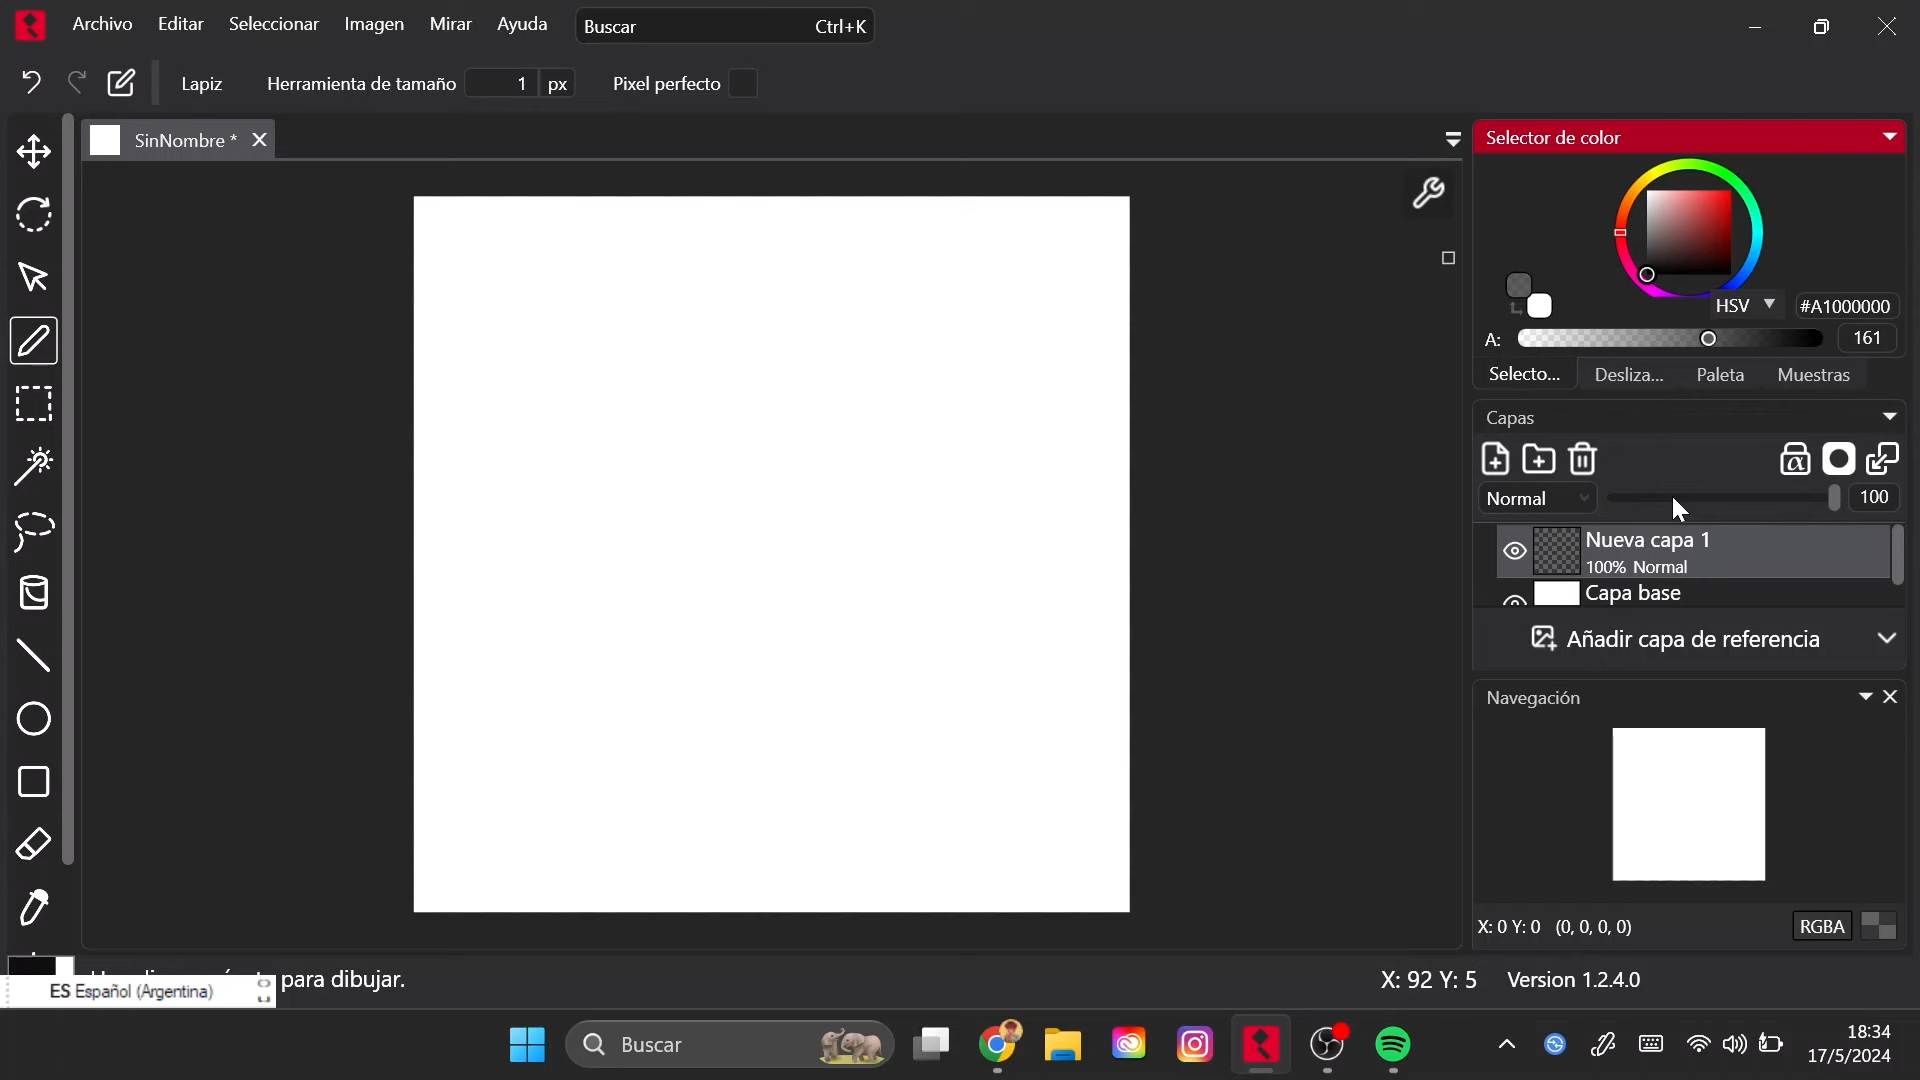 Archivo Editar Seleccionar Imagen Mirar Ayuda Buscar Ctrl+K
Lapiz Herramienta de tamaño 1 px Pixel perfecto
SinNombre *
Selector de color
HSV #A1000000
A: 161
Selecto... Desliza... Paleta Muestras
Capas
Normal 100
Nueva capa 1
100% Normal
Capa base
Añadir capa de referencia
Navegación
X: 0 Y: 0 (0, 0, 0, 0) RGBA
para dibujar. X: 92 Y: 5 Version 1.2.4.0
ES Español (Argentina)
Buscar
18:34
17/5/2024